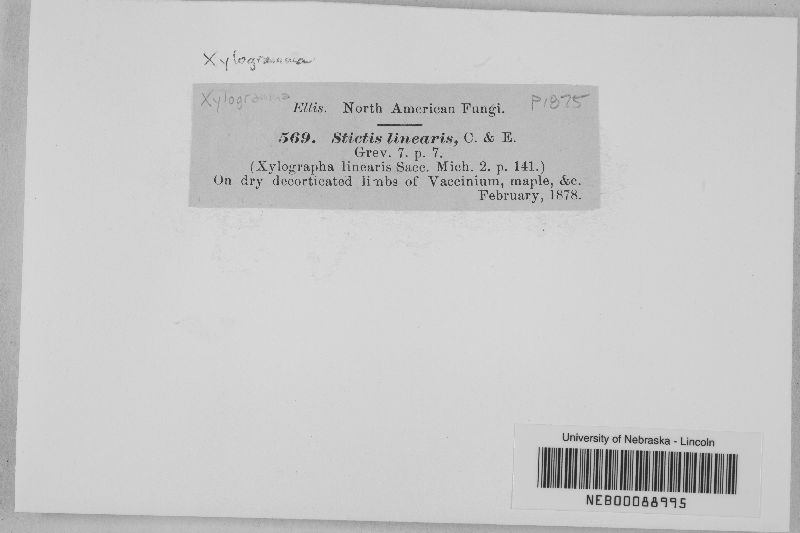 Xylogramma
Xylogramma
P1875
Ellis. North American Fungi.
569. Stictis linearis, C. & E.
Grev. 7. p. 7.
(Xylographa linearis Sacc. Mich. 2. p. 141.)
On dry decorticated limbs of Vaccinium, maple, &c.
February, 1878.
University of Nebraska - Lincoln
NEB00088995